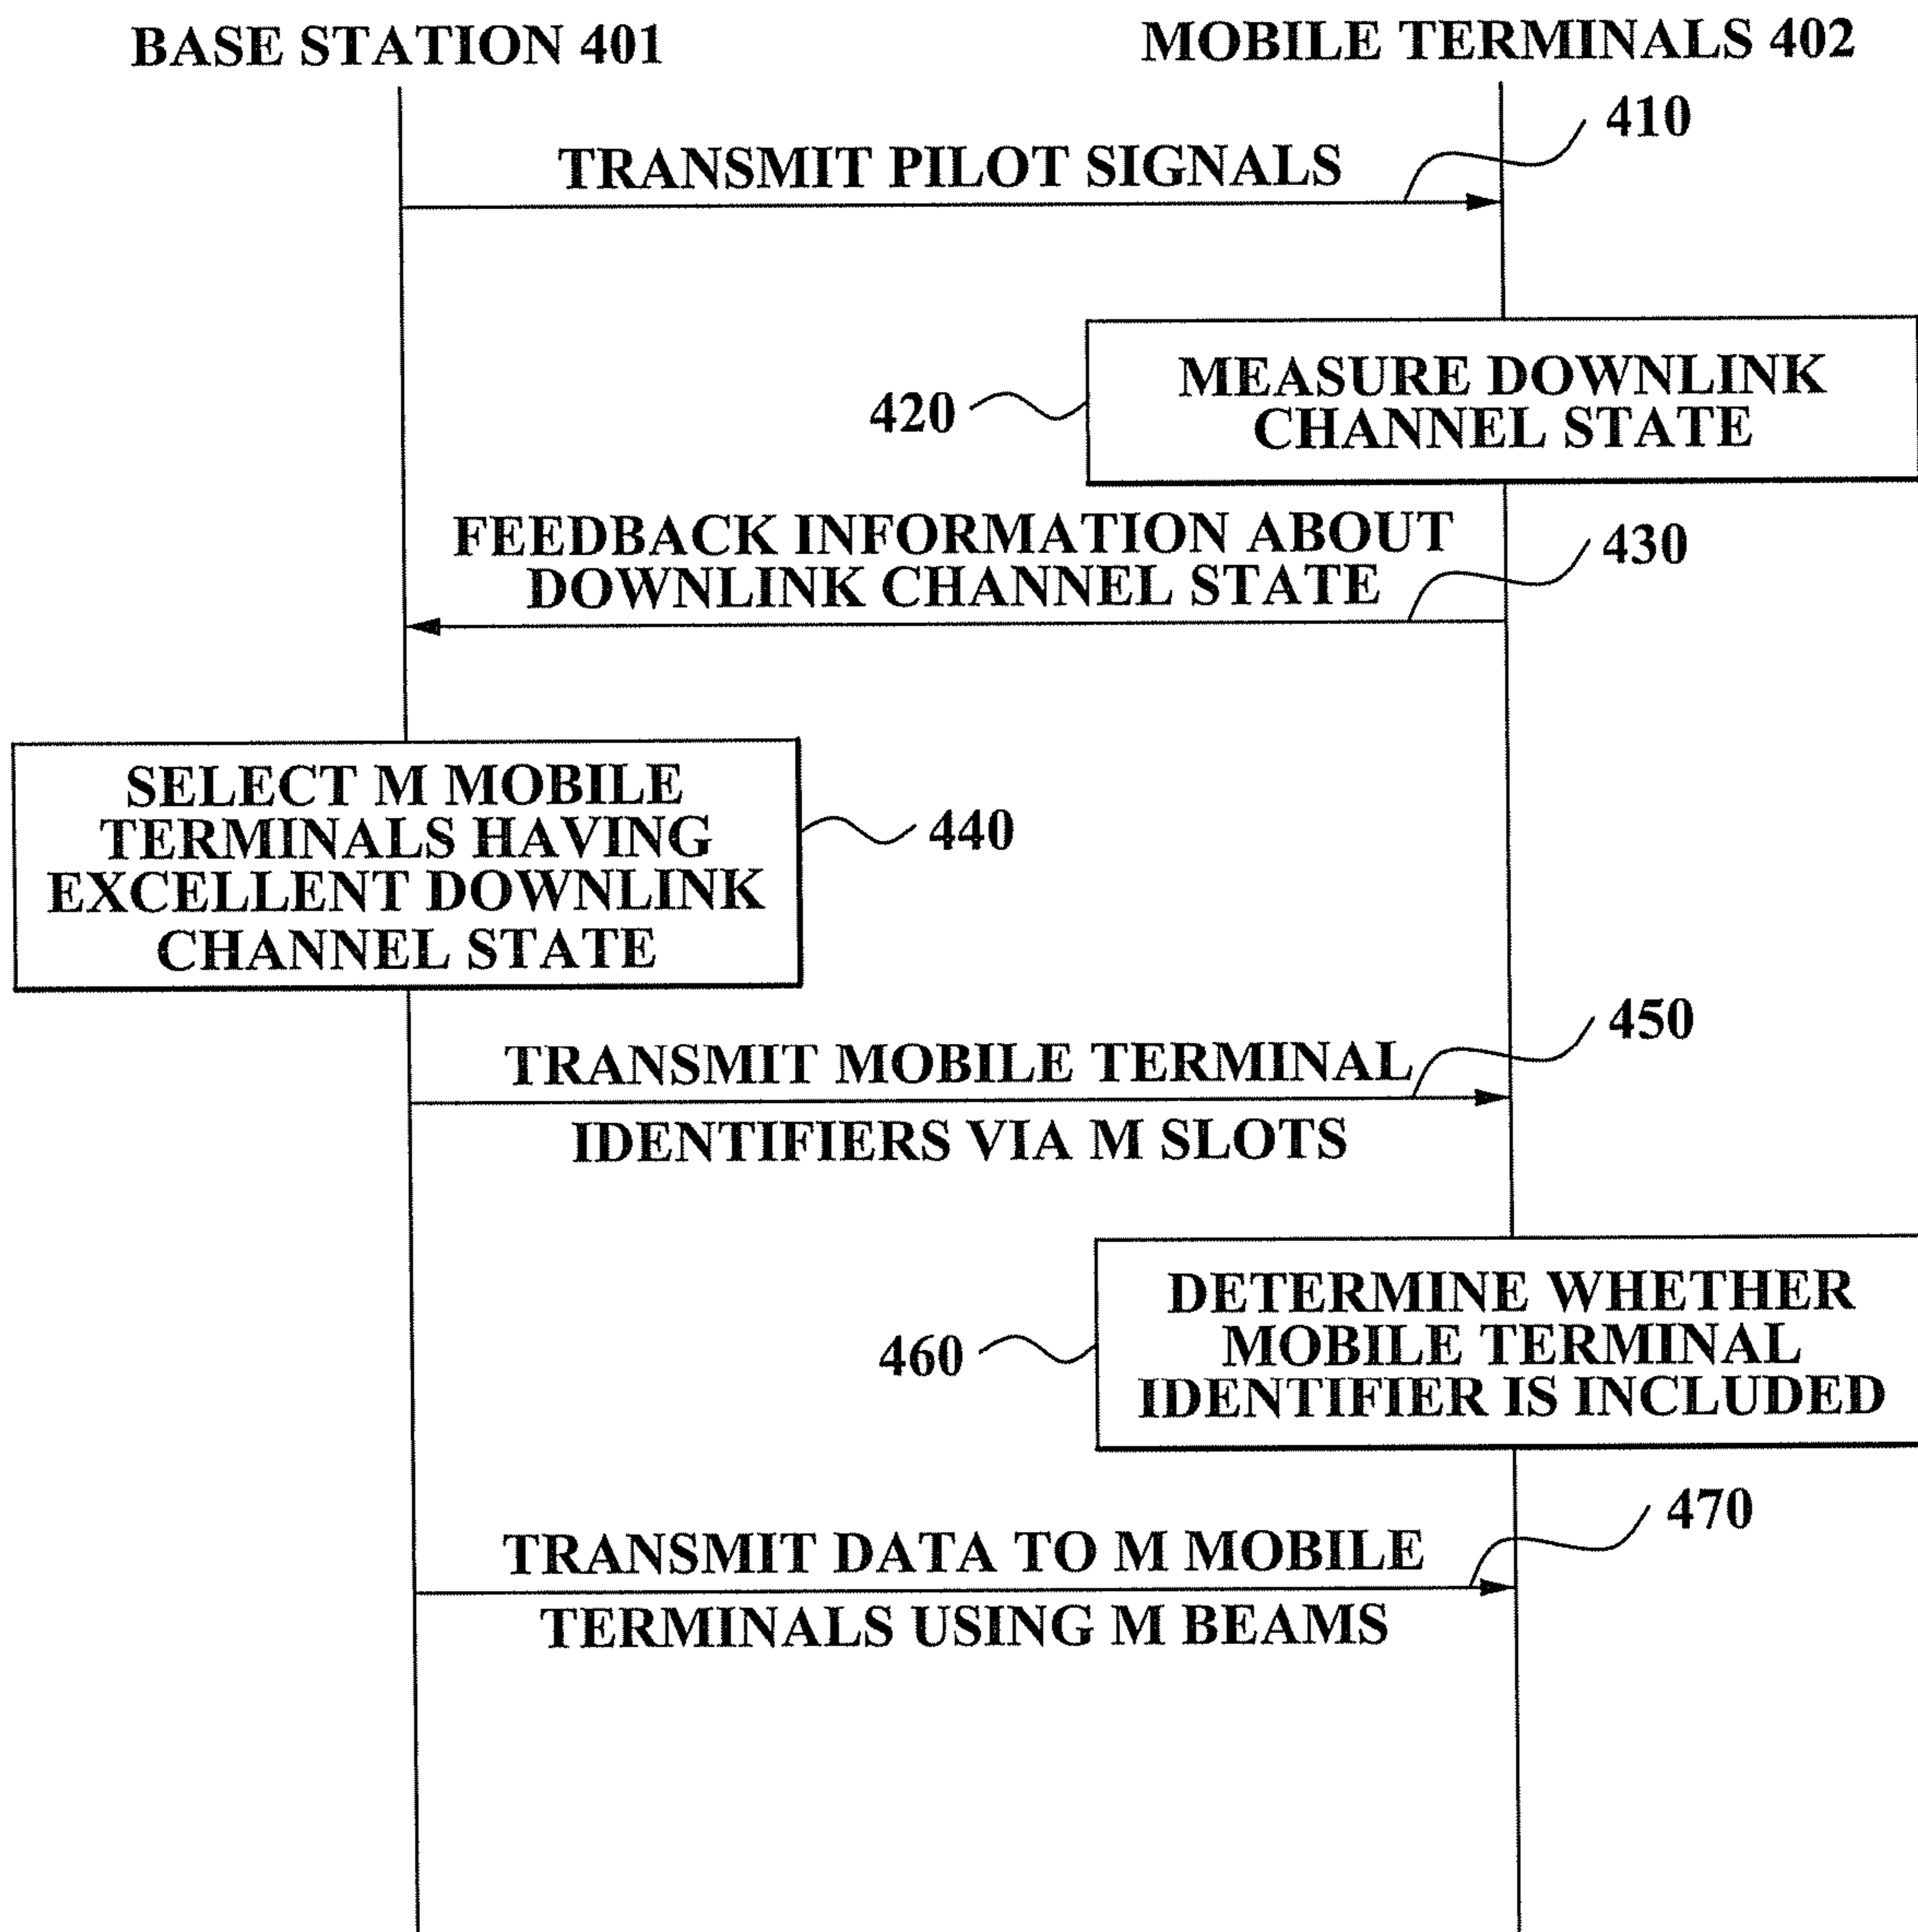 BASE STATION 401
MOBILE TERMINALS 402
410
TRANSMIT PILOT SIGNALS
MEASURE DOWNLINK
CHANNEL STATE
420
FEEDBACK INFORMATION ABOUT
DOWNLINK CHANNEL STATE
430
SELECT M MOBILE
TERMINALS HAVING
EXCELLENT DOWNLINK
CHANNEL STATE
440
450
TRANSMIT MOBILE TERMINAL
IDENTIFIERS VIA M SLOTS
DETERMINE WHETHER
MOBILE TERMINAL
IDENTIFIER IS INCLUDED
460
470
TRANSMIT DATA TO M MOBILE
TERMINALS USING M BEAMS